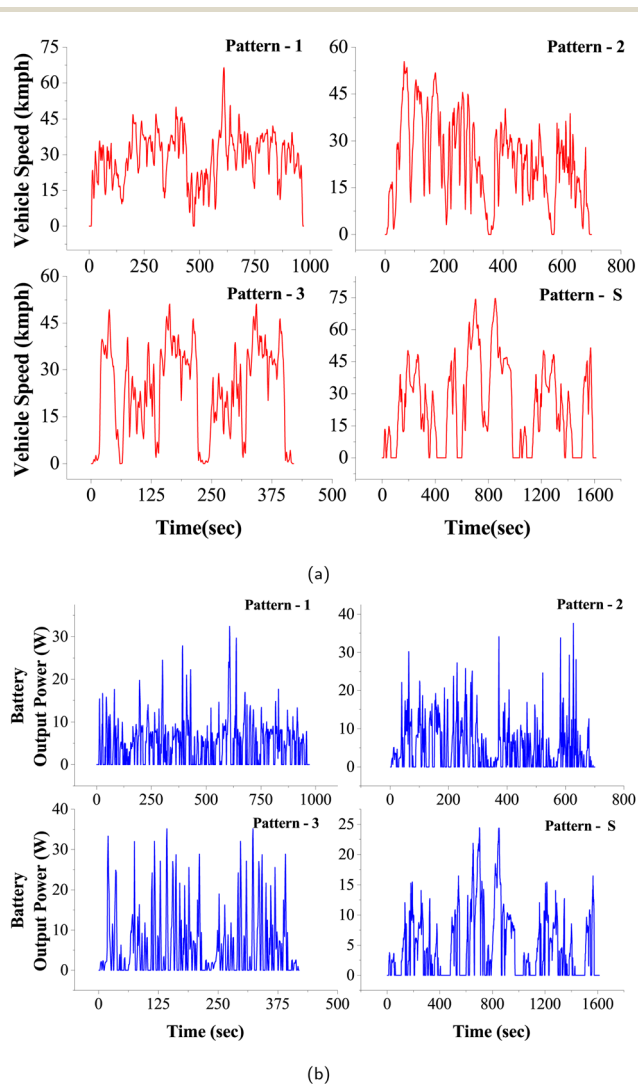 Pattern - 1
Pattern - 2
Vehicle Speed (kmph)
75
60
45
30
15
0
60
45
30
15
0
0 250 500 750 1000
0 200 400 600 800
Pattern - 3
Pattern - S
Vehicle Speed (kmph)
60
45
30
15
0
75
60
45
30
15
0
0 125 250 375 500
0 400 800 1200 1600
Time(sec)
Time(sec)
(a)
Pattern - 1
Pattern - 2
Battery
Output Power (W)
30
20
10
0
40
30
20
10
0
0 250 500 750 1000
0 200 400 600 800
Pattern - 3
Pattern - S
Battery
Output Power (W)
40
30
20
10
0
25
20
15
10
5
0
0 125 250 375 500
0 400 800 1200 1600
Time (sec)
Time (sec)
(b)